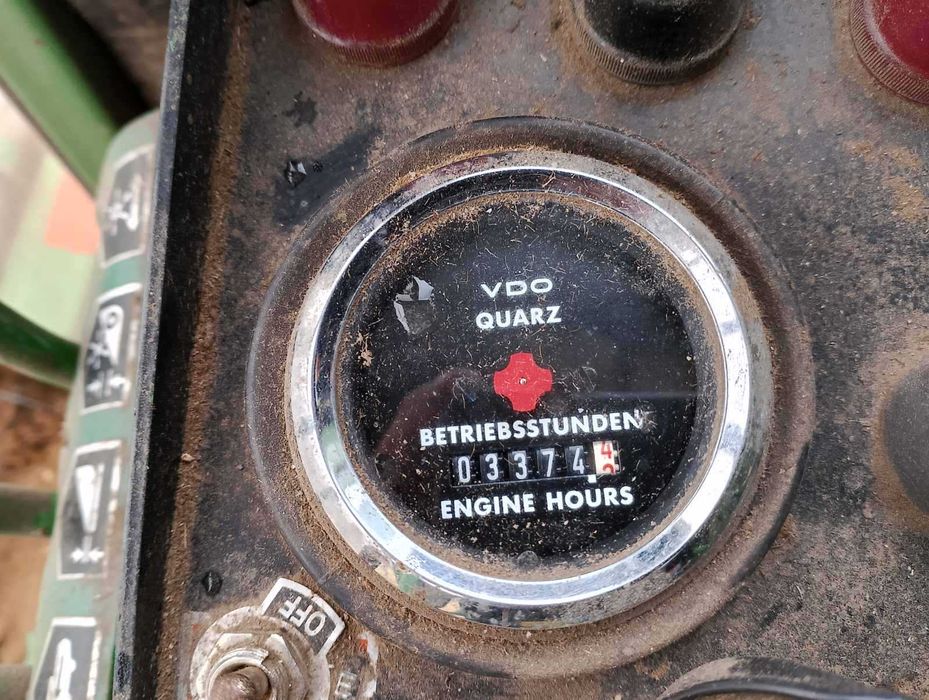 VDO
QUARZ
BETRIEBSSTUNDEN
03374
ENGINE HOURS
OFF